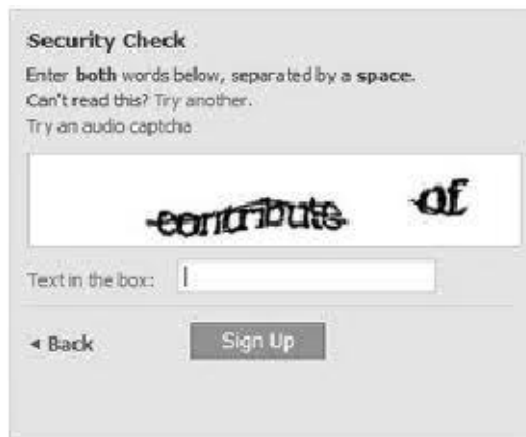 Security Check
Enter both words below, separated by a space.
Can't read this? Try another.
Try an audio captcha
contribute of
Text in the box:
◂ Back Sign Up